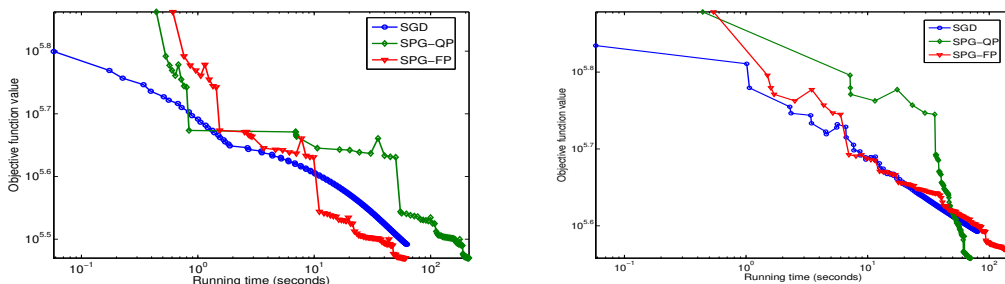 SGD
SPG−QP
SPG−FP
Objective function value
10^5.8
10^5.7
10^5.6
10^5.5
10^−1
10^0
10^1
10^2
Running time (seconds)
SGD
SPG−QP
SPG−FP
Objective function value
10^5.8
10^5.7
10^5.6
10^−1
10^0
10^1
10^2
Running time (seconds)